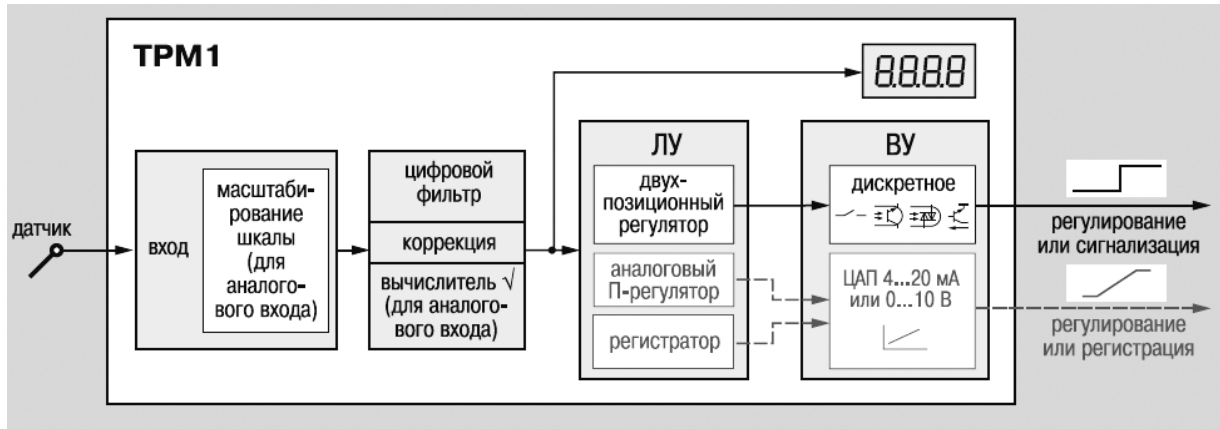 ТРМ1
8.8.8.8
датчик
вход
масштаби-
рование
шкалы
(для
аналого-
вого входа)
цифровой
фильтр
коррекция
вычислитель √
(для аналого-
вого входа)
ЛУ
двух-
позиционный
регулятор
аналоговый
П-регулятор
регистратор
ВУ
дискретное
ЦАП 4...20 мА
или 0...10 В
регулирование
или сигнализация
регулирование
или регистрация